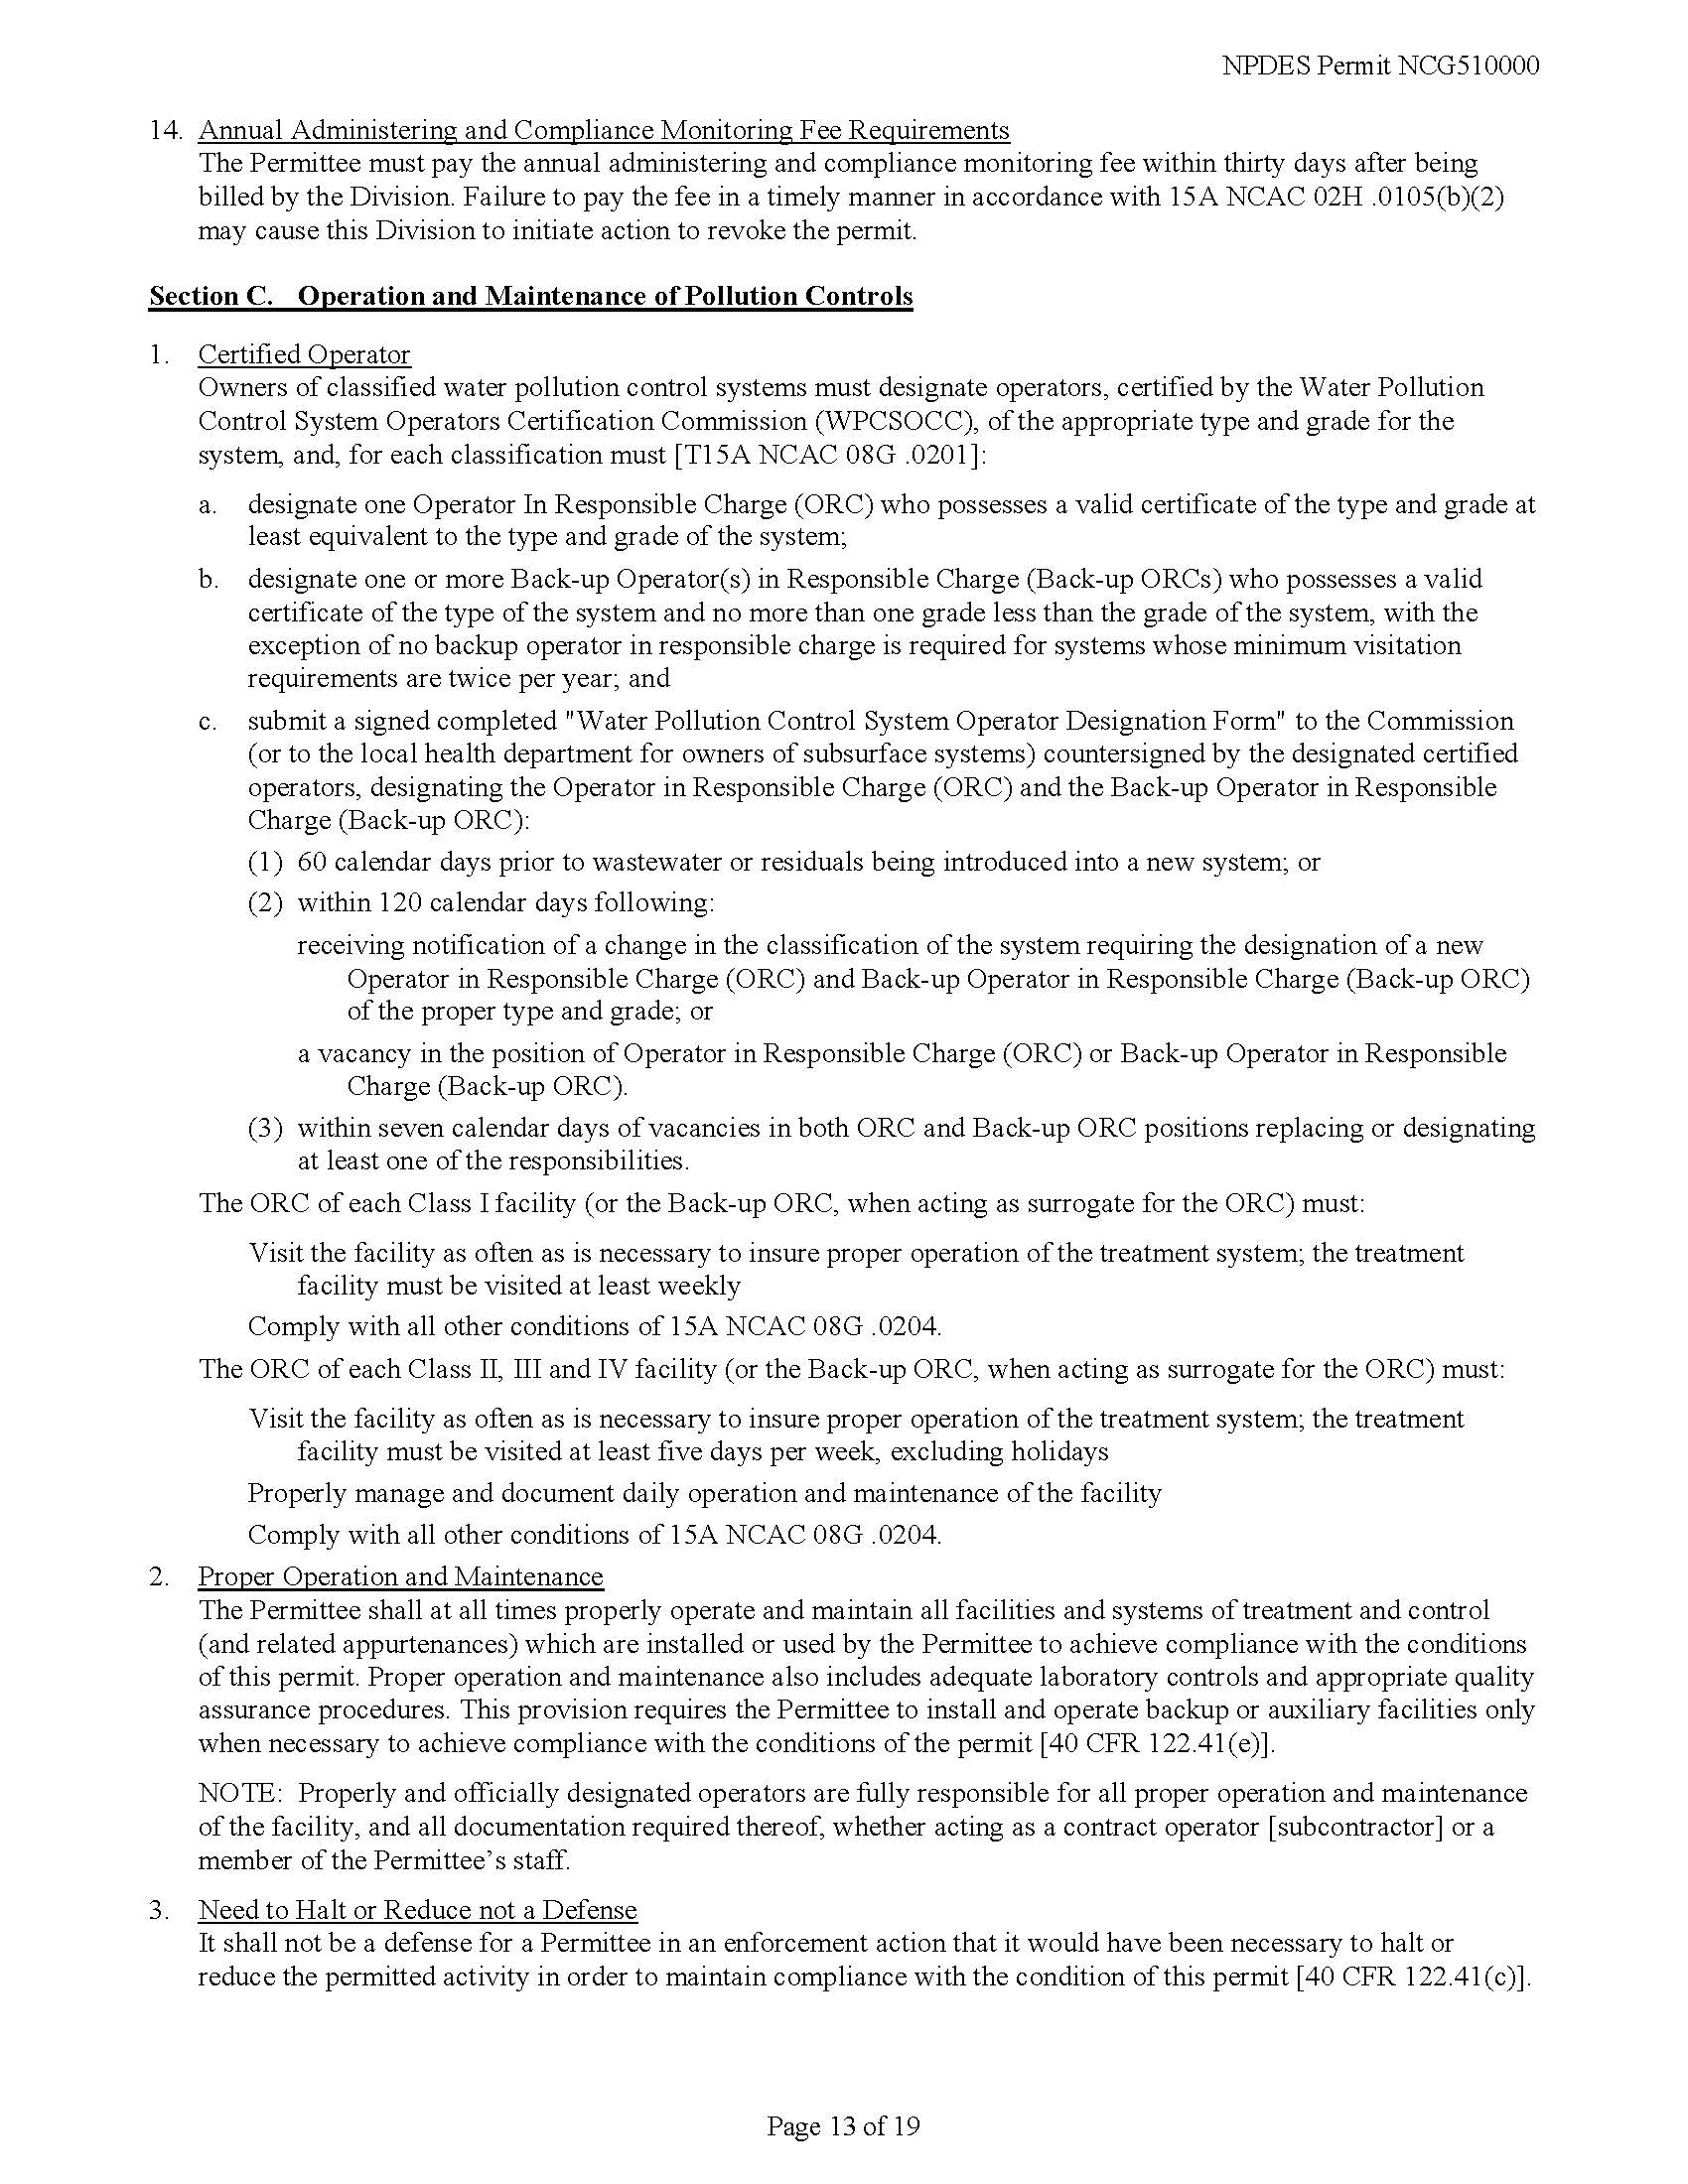 NPDES Permit NCG510000
14. Annual Administering and Compliance Monitoring Fee Requirements
The Permittee must pay the annual administering and compliance monitoring fee within thirty days after being
billed by the Division. Failure to pay the fee in a timely manner in accordance with 15A NCAC 02H .0105(b)(2)
may cause this Division to initiate action to revoke the permit.
Section C. Operation and Maintenance of Pollution Controls
1. Certified Operator
Owners of classified water pollution control systems must designate operators, certified by the Water Pollution
Control System Operators Certification Commission (WPCSOCC), of the appropriate type and grade for the
system, and, for each classification must [T15A NCAC 08G .0201]:
a. designate one Operator In Responsible Charge (ORC) who possesses a valid certificate of the type and grade at
least equivalent to the type and grade of the system;
b. designate one or more Back-up Operator(s) in Responsible Charge (Back-up ORCs) who possesses a valid
certificate of the type of the system and no more than one grade less than the grade of the system, with the
exception of no backup operator in responsible charge is required for systems whose minimum visitation
requirements are twice per year; and
c. submit a signed completed "Water Pollution Control System Operator Designation Form" to the Commission
(or to the local health department for owners of subsurface systems) countersigned by the designated certified
operators, designating the Operator in Responsible Charge (ORC) and the Back-up Operator in Responsible
Charge (Back-up ORC):
(1) 60 calendar days prior to wastewater or residuals being introduced into a new system; or
(2) within 120 calendar days following:
receiving notification of a change in the classification of the system requiring the designation of a new
Operator in Responsible Charge (ORC) and Back-up Operator in Responsible Charge (Back-up ORC)
of the proper type and grade; or
a vacancy in the position of Operator in Responsible Charge (ORC) or Back-up Operator in Responsible
Charge (Back-up ORC).
(3) within seven calendar days of vacancies in both ORC and Back-up ORC positions replacing or designating
at least one of the responsibilities.
The ORC of each Class I facility (or the Back-up ORC, when acting as surrogate for the ORC) must:
Visit the facility as often as is necessary to insure proper operation of the treatment system; the treatment
facility must be visited at least weekly
Comply with all other conditions of 15A NCAC 08G .0204.
The ORC of each Class II, III and IV facility (or the Back-up ORC, when acting as surrogate for the ORC) must:
Visit the facility as often as is necessary to insure proper operation of the treatment system; the treatment
facility must be visited at least five days per week, excluding holidays
Properly manage and document daily operation and maintenance of the facility
Comply with all other conditions of 15A NCAC 08G .0204.
2. Proper Operation and Maintenance
The Permittee shall at all times properly operate and maintain all facilities and systems of treatment and control
(and related appurtenances) which are installed or used by the Permittee to achieve compliance with the conditions
of this permit. Proper operation and maintenance also includes adequate laboratory controls and appropriate quality
assurance procedures. This provision requires the Permittee to install and operate backup or auxiliary facilities only
when necessary to achieve compliance with the conditions of the permit [40 CFR 122.41(e)].
NOTE: Properly and officially designated operators are fully responsible for all proper operation and maintenance
of the facility, and all documentation required thereof, whether acting as a contract operator [subcontractor] or a
member of the Permittee’s staff.
3. Need to Halt or Reduce not a Defense
It shall not be a defense for a Permittee in an enforcement action that it would have been necessary to halt or
reduce the permitted activity in order to maintain compliance with the condition of this permit [40 CFR 122.41(c)].
Page 13 of 19